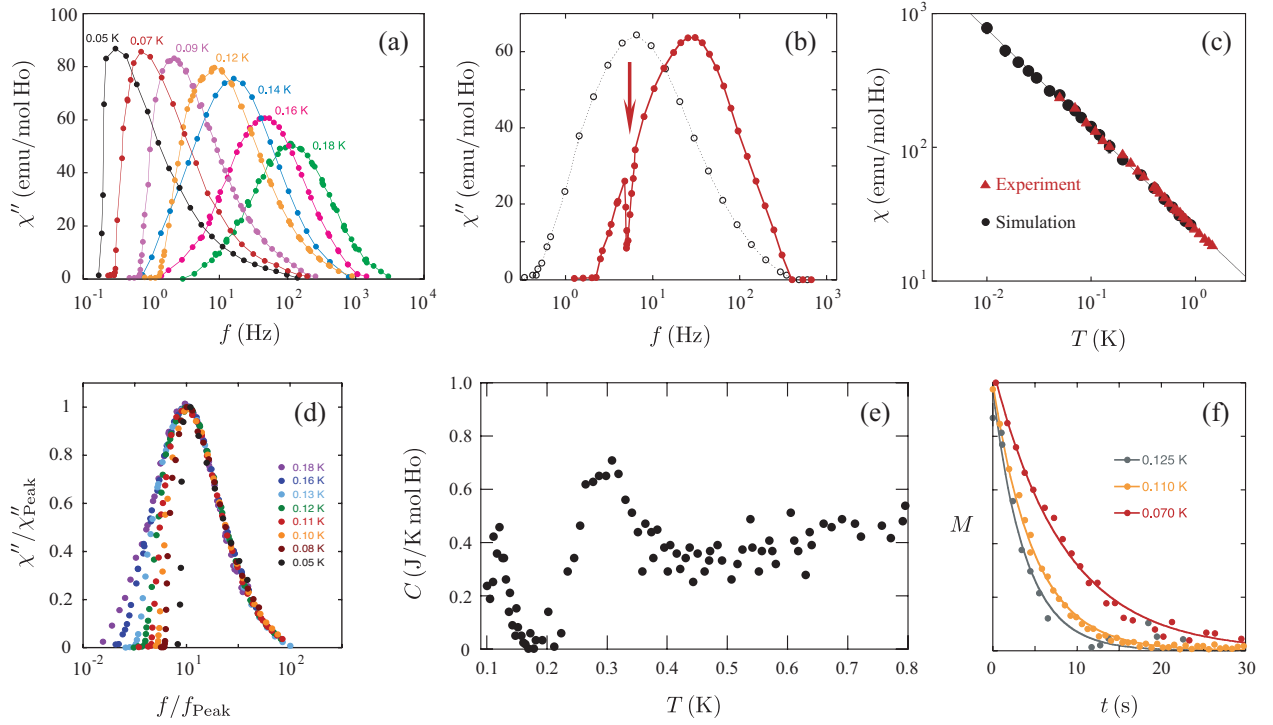 (a)
χ″ (emu/mol Ho)
100
80
60
40
20
0
0.05 K
0.07 K
0.09 K
0.12 K
0.14 K
0.16 K
0.18 K
10⁻¹ 10⁰ 10¹ 10² 10³ 10⁴
f (Hz)
(b)
χ″ (emu/mol Ho)
60
40
20
0
10⁰ 10¹ 10² 10³
f (Hz)
(c)
χ (emu/mol Ho)
10³
10²
10¹
Experiment
Simulation
10⁻² 10⁻¹ 10⁰
T (K)
(d)
χ″/χ″Peak
1
0.8
0.6
0.4
0.2
0
0.18 K
0.16 K
0.13 K
0.12 K
0.11 K
0.10 K
0.08 K
0.05 K
10⁻² 10¹ 10²
f/fPeak
(e)
C (J/K mol Ho)
1.0
0.8
0.6
0.4
0.2
0
0.1 0.2 0.3 0.4 0.5 0.6 0.7 0.8
T (K)
(f)
M
0.125 K
0.110 K
0.070 K
0 5 10 15 20 25 30
t (s)